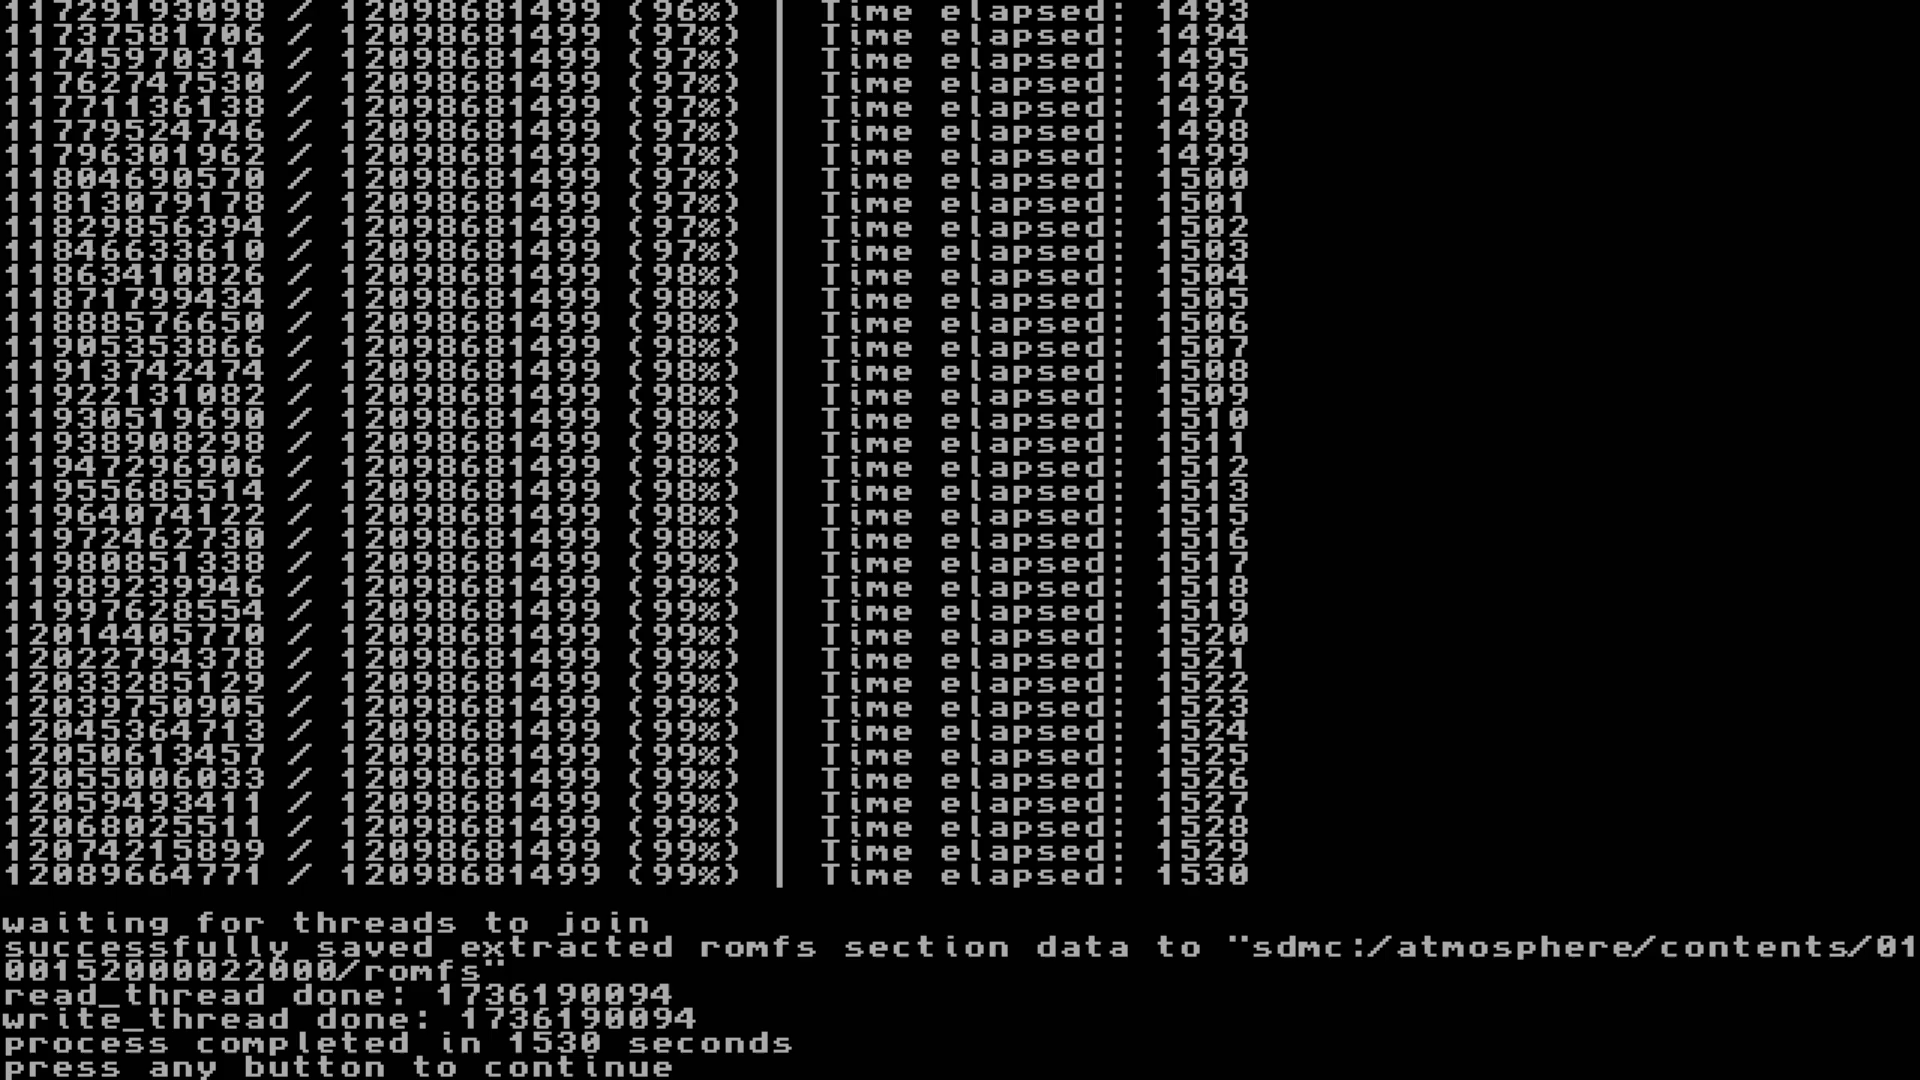 11729193098 / 12098681499 (96%) | Time elapsed: 1493
11737581706 / 12098681499 (97%) | Time elapsed: 1494
11745970314 / 12098681499 (97%) | Time elapsed: 1495
11762747530 / 12098681499 (97%) | Time elapsed: 1496
11771136138 / 12098681499 (97%) | Time elapsed: 1497
11779524746 / 12098681499 (97%) | Time elapsed: 1498
11796301962 / 12098681499 (97%) | Time elapsed: 1499
11804690570 / 12098681499 (97%) | Time elapsed: 1500
11813079178 / 12098681499 (97%) | Time elapsed: 1501
11829856394 / 12098681499 (97%) | Time elapsed: 1502
11846633610 / 12098681499 (97%) | Time elapsed: 1503
11863410826 / 12098681499 (98%) | Time elapsed: 1504
11871799434 / 12098681499 (98%) | Time elapsed: 1505
11888576650 / 12098681499 (98%) | Time elapsed: 1506
11905353866 / 12098681499 (98%) | Time elapsed: 1507
11913742474 / 12098681499 (98%) | Time elapsed: 1508
11922131082 / 12098681499 (98%) | Time elapsed: 1509
11930519690 / 12098681499 (98%) | Time elapsed: 1510
11938908298 / 12098681499 (98%) | Time elapsed: 1511
11947296906 / 12098681499 (98%) | Time elapsed: 1512
11955685514 / 12098681499 (98%) | Time elapsed: 1513
11964074122 / 12098681499 (98%) | Time elapsed: 1515
11972462730 / 12098681499 (98%) | Time elapsed: 1516
11980851338 / 12098681499 (99%) | Time elapsed: 1517
11989239946 / 12098681499 (99%) | Time elapsed: 1518
11997628554 / 12098681499 (99%) | Time elapsed: 1519
12014405770 / 12098681499 (99%) | Time elapsed: 1520
12022794378 / 12098681499 (99%) | Time elapsed: 1521
12033285129 / 12098681499 (99%) | Time elapsed: 1522
12039750905 / 12098681499 (99%) | Time elapsed: 1523
12045364713 / 12098681499 (99%) | Time elapsed: 1524
12050613457 / 12098681499 (99%) | Time elapsed: 1525
12055006033 / 12098681499 (99%) | Time elapsed: 1526
12059493411 / 12098681499 (99%) | Time elapsed: 1527
12068025511 / 12098681499 (99%) | Time elapsed: 1528
12074215899 / 12098681499 (99%) | Time elapsed: 1529
12089664771 / 12098681499 (99%) | Time elapsed: 1530
waiting for threads to join
successfully saved extracted romfs section data to "sdmc:/atmosphere/contents/01
00152000022000/romfs"
read_thread done: 1736190094
write_thread done: 1736190094
process completed in 1530 seconds
press any button to continue